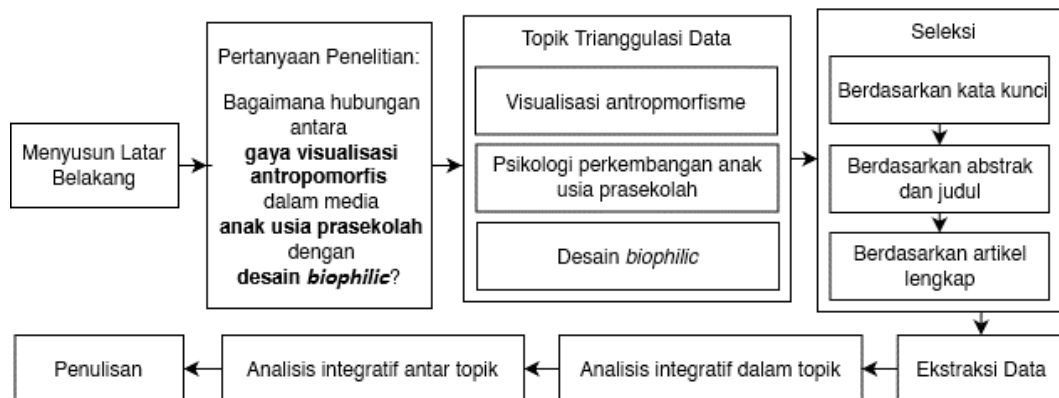 Menyusun Latar
Belakang
Pertanyaan Penelitian:
Bagaimana hubungan
antara
gaya visualisasi
antropomorfis
dalam media
anak usia prasekolah
dengan
desain biophilic?
Topik Trianggulasi Data
Visualisasi antropmorfisme
Psikologi perkembangan anak
usia prasekolah
Desain biophilic
Seleksi
Berdasarkan kata kunci
Berdasarkan abstrak
dan judul
Berdasarkan artikel
lengkap
Ekstraksi Data
Analisis integratif dalam topik
Analisis integratif antar topik
Penulisan